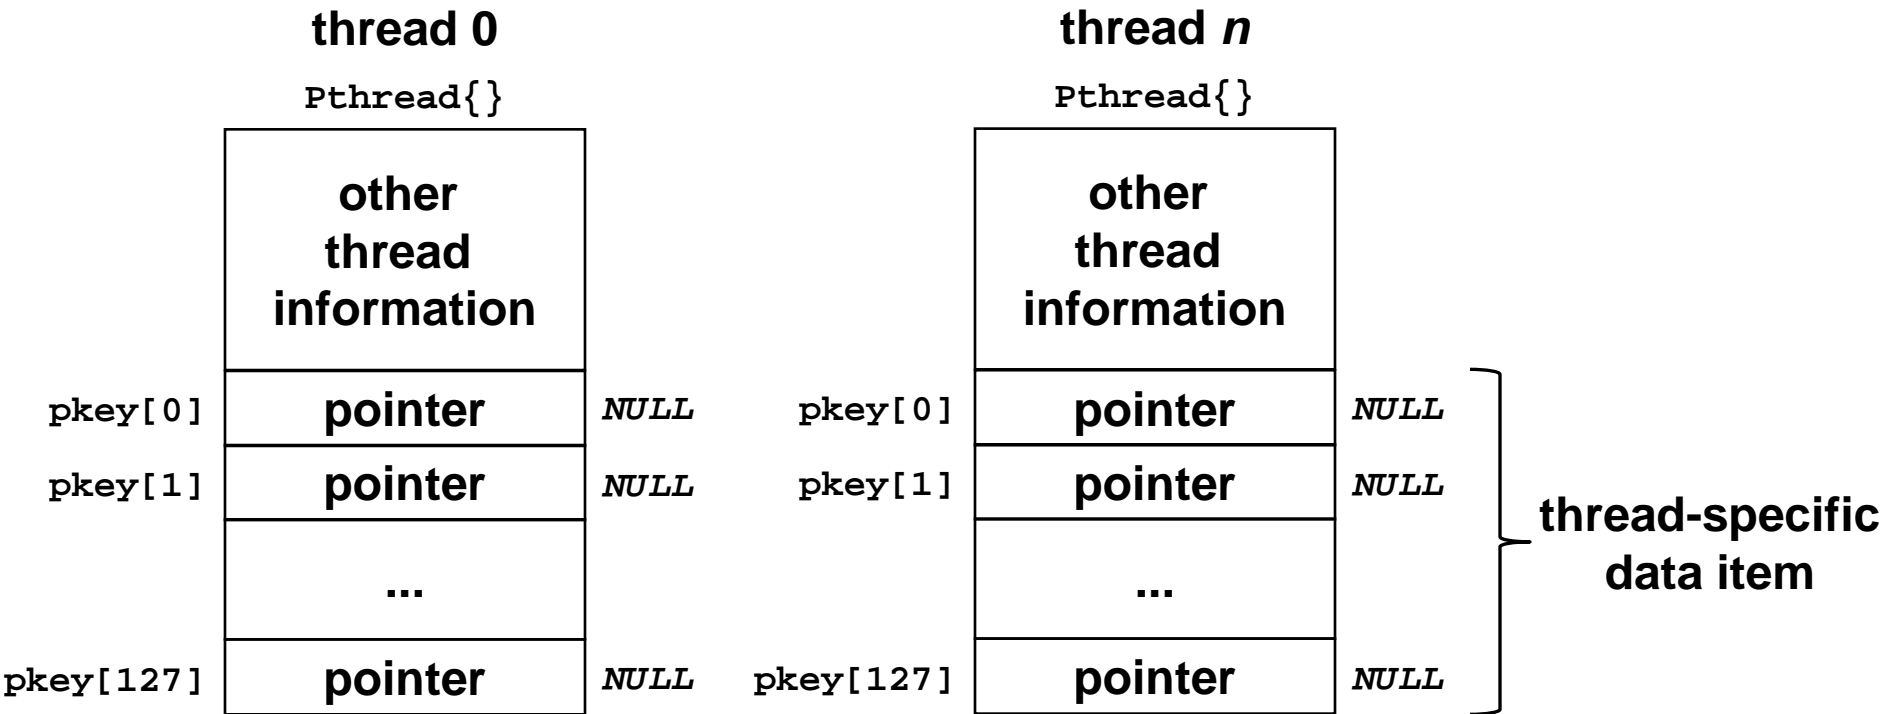 thread 0
thread n
Pthread{}
Pthread{}
other
thread
information
other
thread
information
pkey[0] pointer NULL
pkey[0] pointer NULL
pkey[1] pointer NULL
pkey[1] pointer NULL
...
...
pkey[127] pointer NULL
pkey[127] pointer NULL
thread-specific
data item